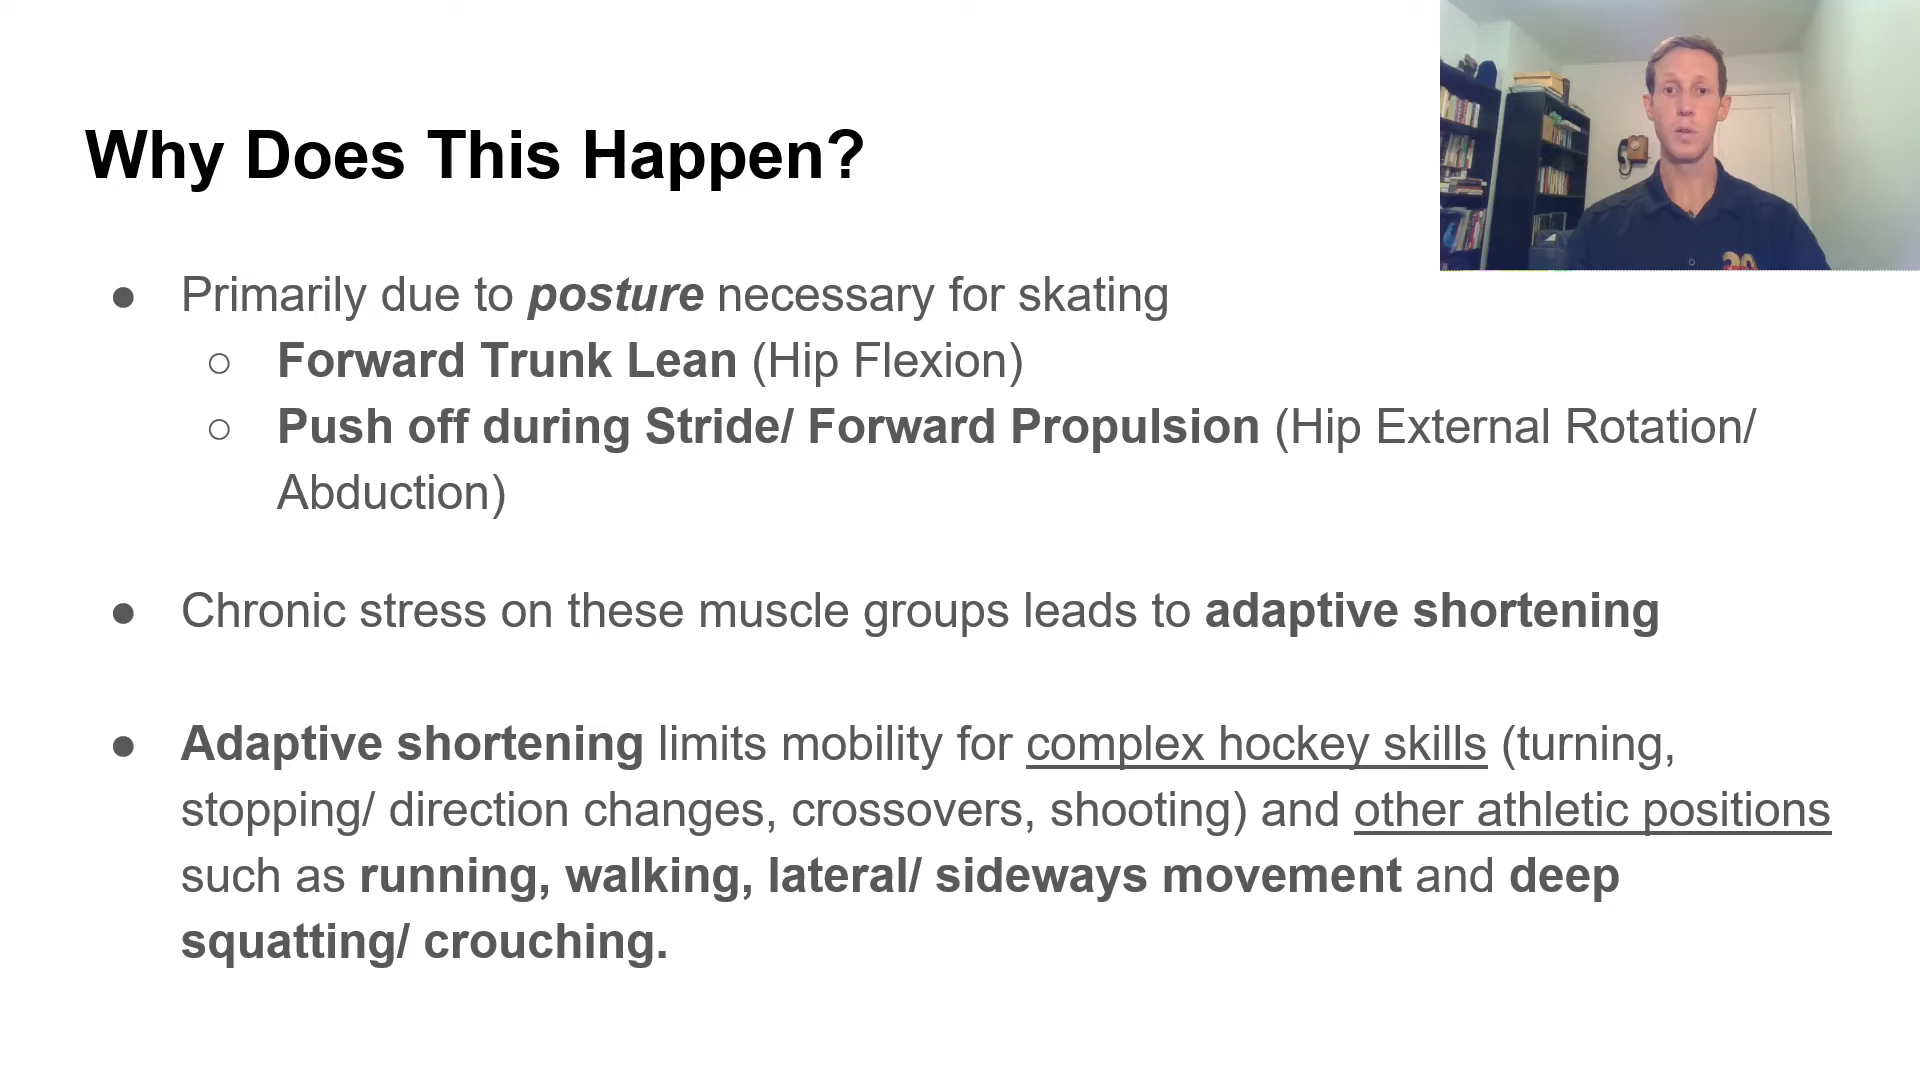 Why Does This Happen?
● Primarily due to posture necessary for skating
○ Forward Trunk Lean (Hip Flexion)
○ Push off during Stride/ Forward Propulsion (Hip External Rotation/
Abduction)
● Chronic stress on these muscle groups leads to adaptive shortening
● Adaptive shortening limits mobility for complex hockey skills (turning,
stopping/ direction changes, crossovers, shooting) and other athletic positions
such as running, walking, lateral/ sideways movement and deep
squatting/ crouching.